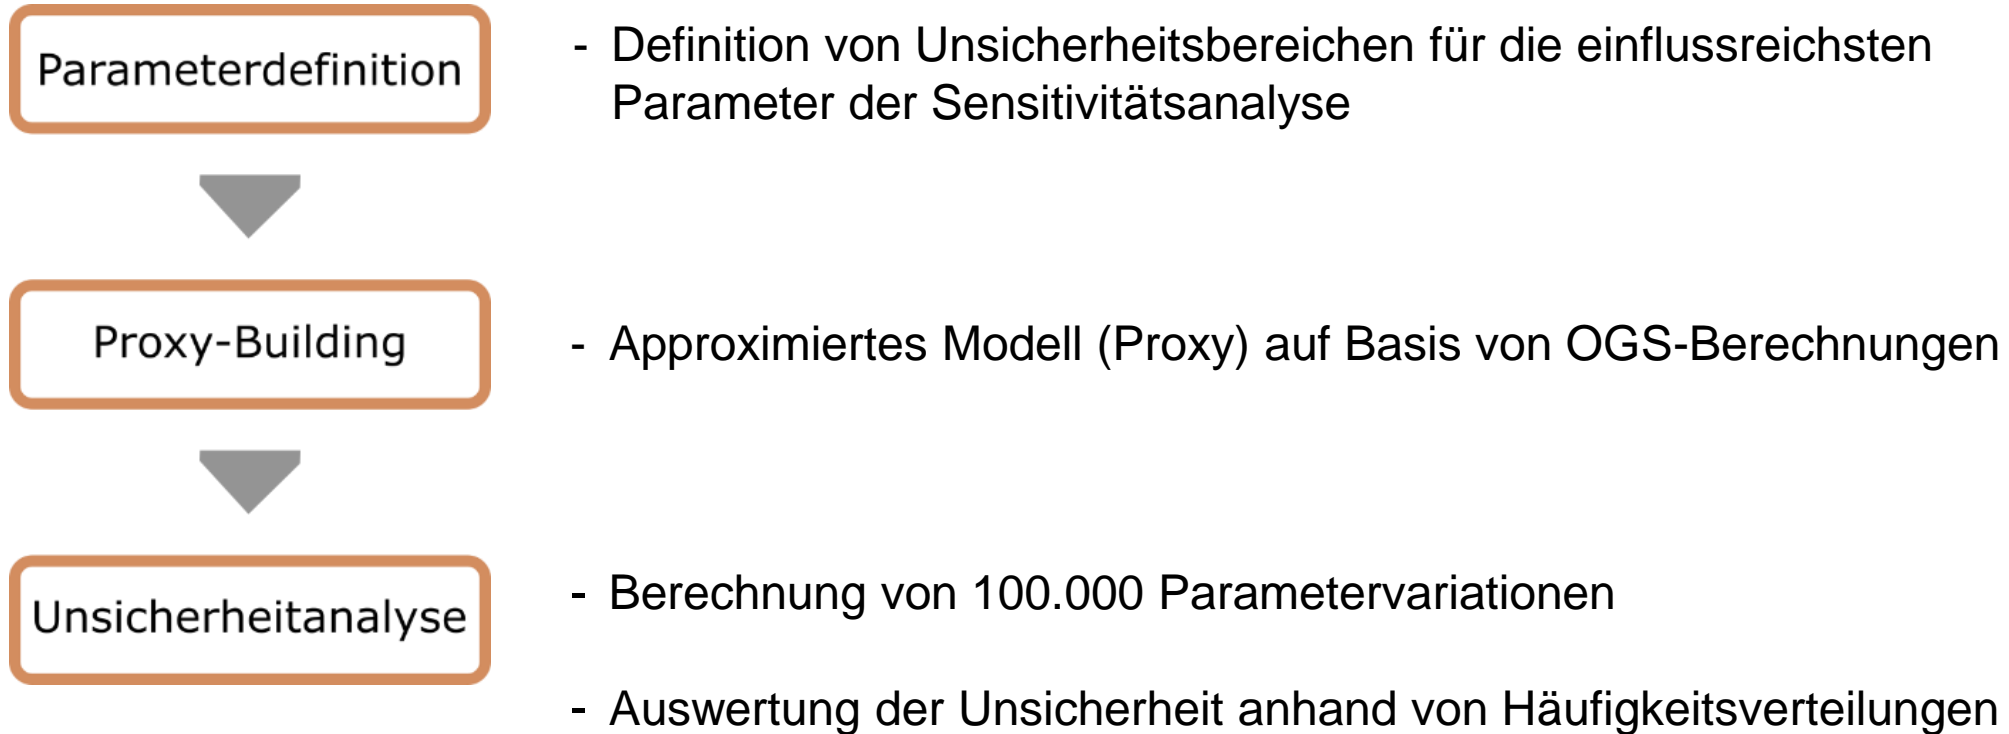 Parameterdefinition
- Definition von Unsicherheitsbereichen für die einflussreichsten
Parameter der Sensitivitätsanalyse
Proxy-Building
- Approximiertes Modell (Proxy) auf Basis von OGS-Berechnungen
Unsicherheitanalyse
- Berechnung von 100.000 Parametervariationen
- Auswertung der Unsicherheit anhand von Häufigkeitsverteilungen